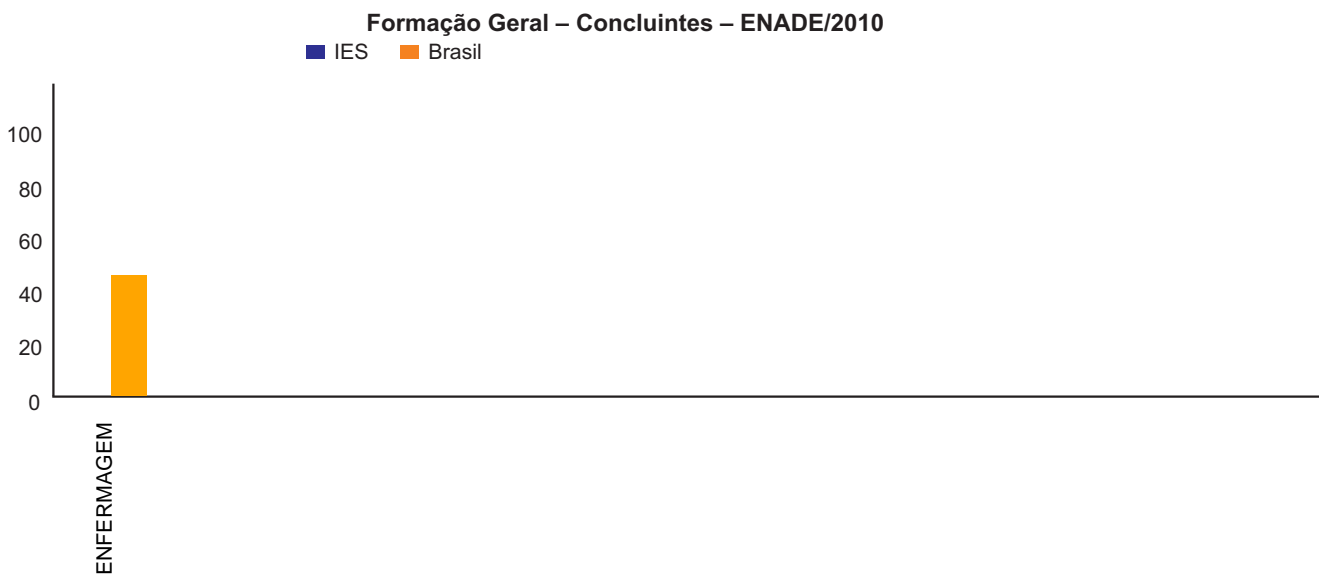 Formação Geral – Concluintes – ENADE/2010
IES Brasil
100
80
60
40
20
0
ENFERMAGEM